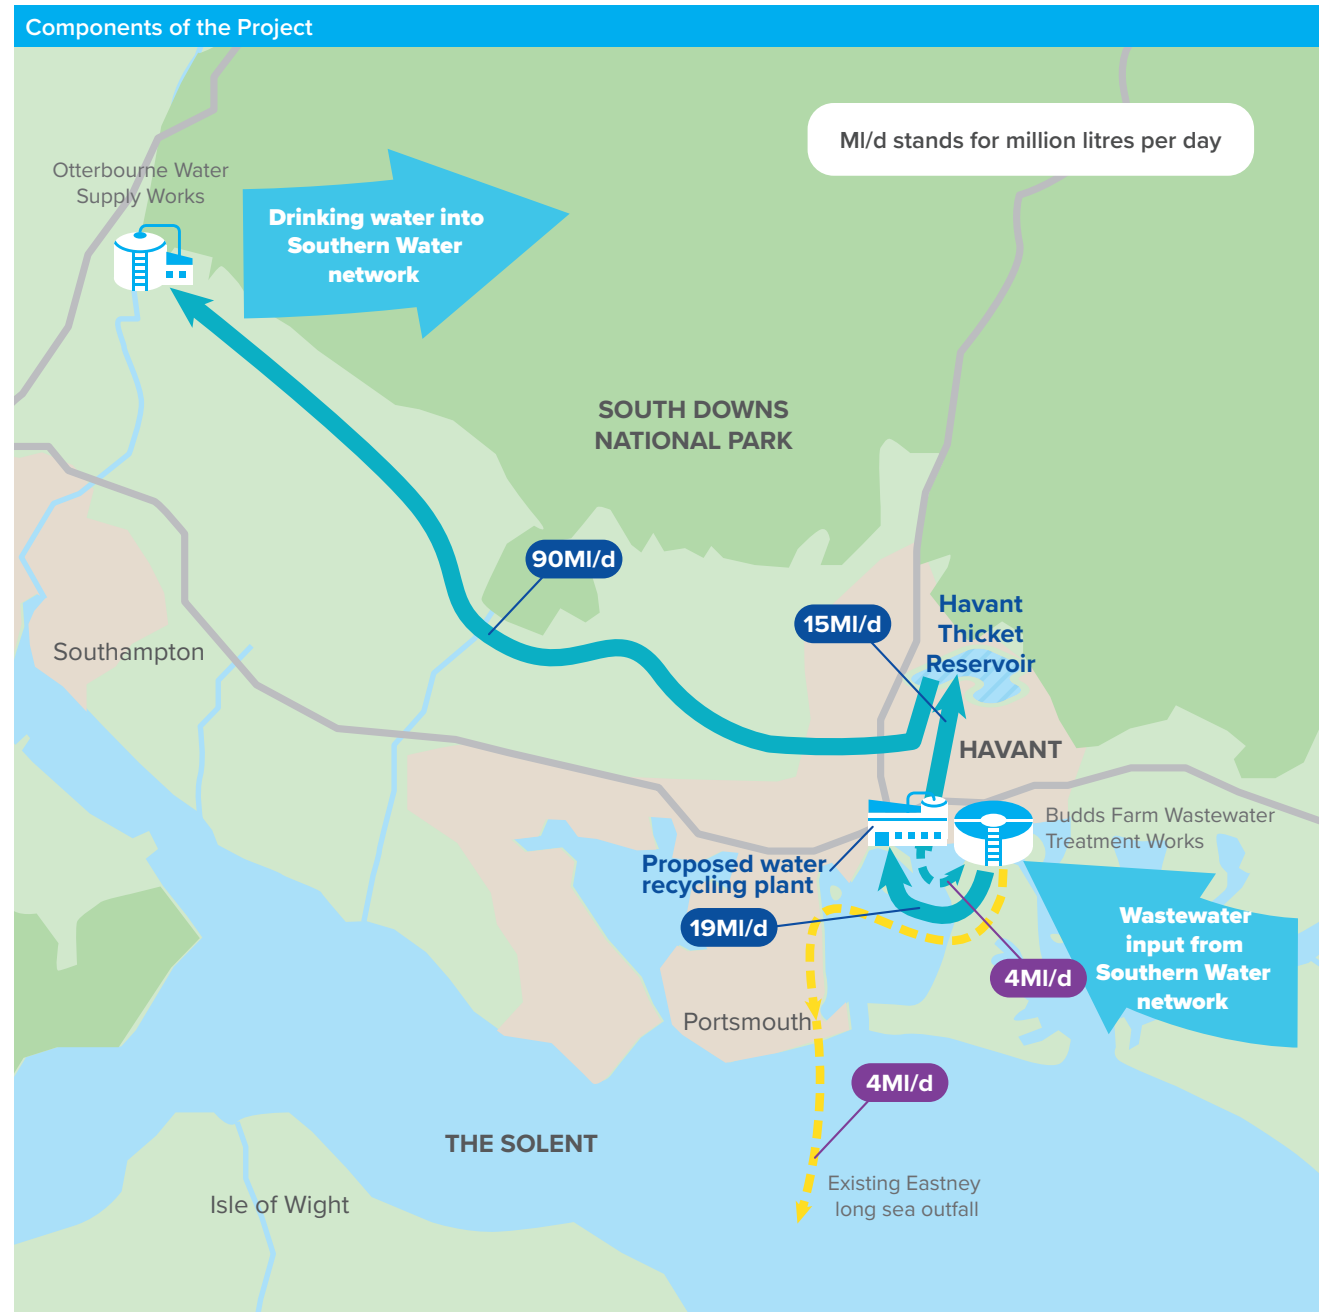 Components of the Project
Ml/d stands for million litres per day
Otterbourne Water
Supply Works
Drinking water into
Southern Water
network
SOUTH DOWNS
NATIONAL PARK
90Ml/d
15Ml/d
Havant
Thicket
Reservoir
Southampton
HAVANT
Budds Farm Wastewater
Treatment Works
Proposed water
recycling plant
19Ml/d
Wastewater
input from
Southern Water
network
4Ml/d
Portsmouth
4Ml/d
THE SOLENT
Existing Eastney
long sea outfall
Isle of Wight